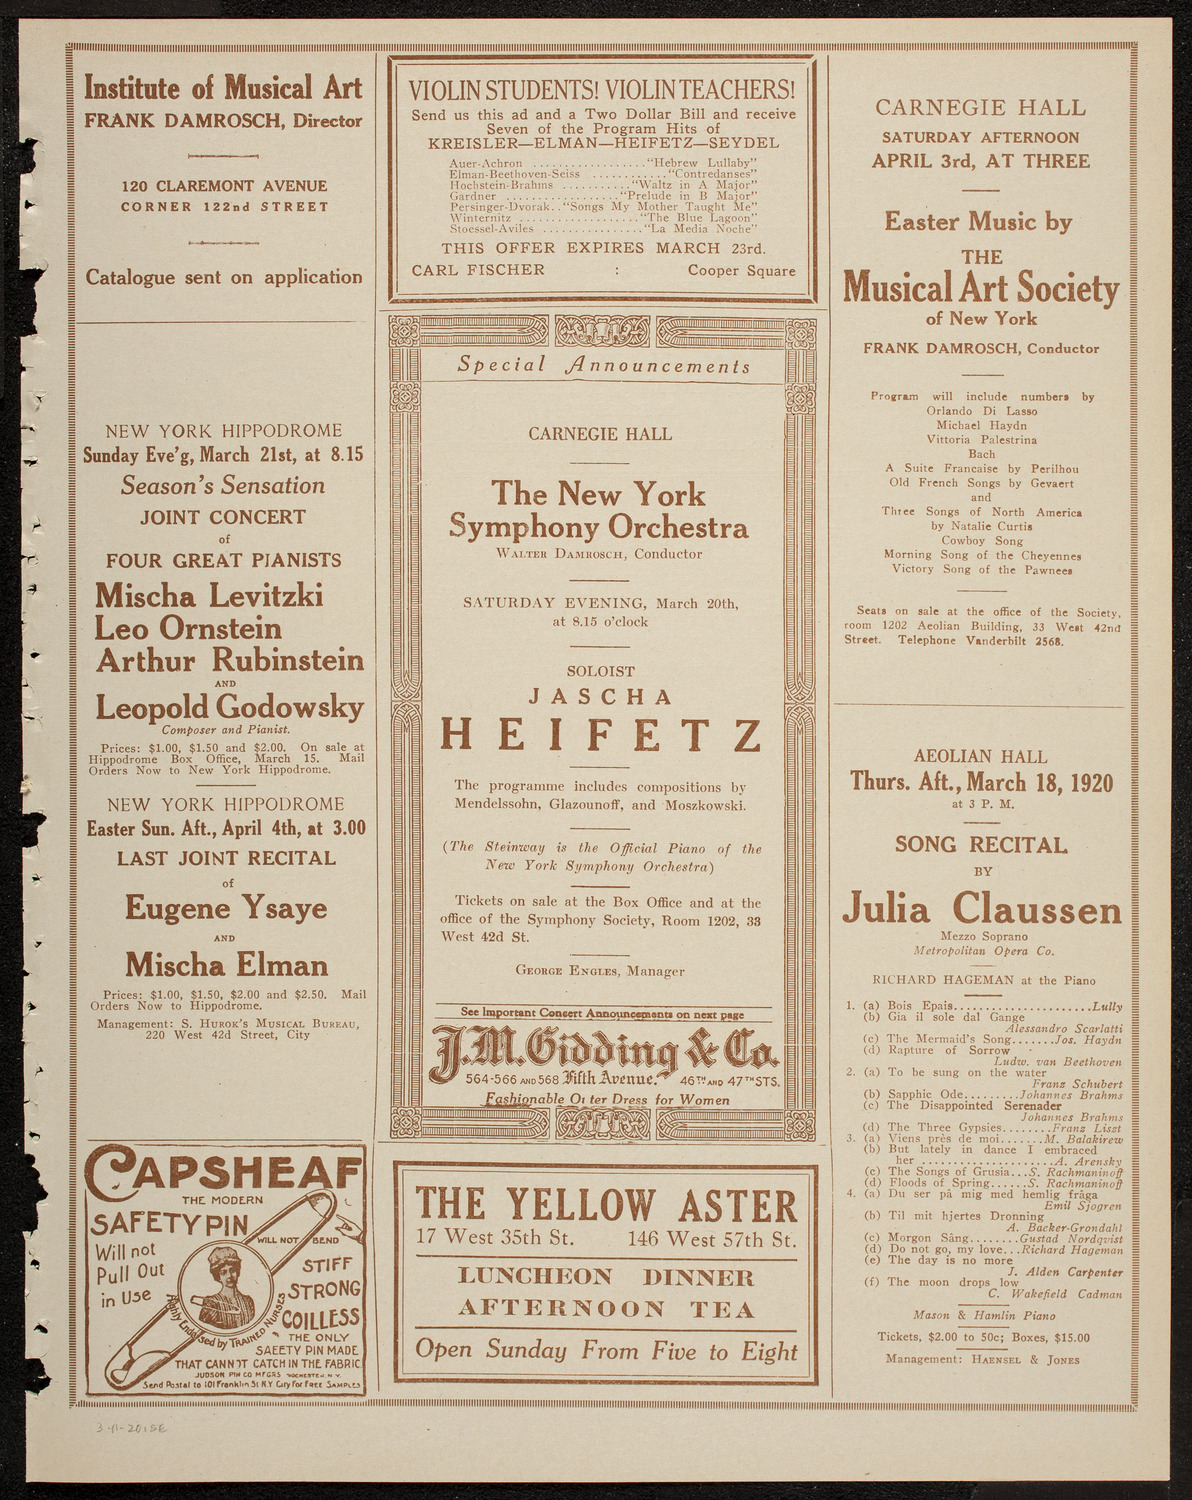 Institute of Musical Art
FRANK DAMROSCH, Director
120 CLAREMONT AVENUE
CORNER 122nd STREET
Catalogue sent on application
NEW YORK HIPPODROME
Sunday Eve'g, March 21st, at 8.15
Season's Sensation
JOINT CONCERT
of
FOUR GREAT PIANISTS
Mischa Levitzki
Leo Ornstein
Arthur Rubinstein
AND
Leopold Godowsky
Composer and Pianist.
Prices: $1.00, $1.50 and $2.00. On sale at
Hippodrome Box Office, March 15. Mail
Orders Now to New York Hippodrome.
NEW YORK HIPPODROME
Easter Sun. Aft., April 4th, at 3.00
LAST JOINT RECITAL
of
Eugene Ysaye
AND
Mischa Elman
Prices: $1.00, $1.50, $2.00 and $2.50. Mail
Orders Now to Hippodrome.
Management: S. HUROK'S MUSICAL BUREAU,
220 West 42d Street, City
CAPSHEAF
THE MODERN
SAFETY PIN
WILL NOT BEND
Will not
Pull Out
in Use
STIFF
STRONG
COILLESS
Highly Endorsed by TRAINED NURSES
THE ONLY
SAFETY PIN MADE
THAT CANNOT CATCH IN THE FABRIC
JUDSON PIN CO MFGRS ROCHESTER, N.Y.
Send Postal to 101 Franklin St N.Y. City for FREE SAMPLES
VIOLIN STUDENTS! VIOLIN TEACHERS!
Send us this ad and a Two Dollar Bill and receive
Seven of the Program Hits of
KREISLER—ELMAN—HEIFETZ—SEYDEL
Auer-Achron ................."Hebrew Lullaby"
Elman-Beethoven-Seiss ............"Contredanses"
Hochstein-Brahms ..........."Waltz in A Major"
Gardner .................."Prelude in B Major"
Persinger-Dvorak.."Songs My Mother Taught Me"
Winternitz ..................."The Blue Lagoon"
Stoessel-Aviles ................"La Media Noche"
THIS OFFER EXPIRES MARCH 23rd.
CARL FISCHER : Cooper Square
Special Announcements
CARNEGIE HALL
The New York
Symphony Orchestra
WALTER DAMROSCH, Conductor
SATURDAY EVENING, March 20th,
at 8.15 o'clock
SOLOIST
JASCHA
HEIFETZ
The programme includes compositions by
Mendelssohn, Glazounoff, and Moszkowski.
(The Steinway is the Official Piano of the
New York Symphony Orchestra)
Tickets on sale at the Box Office and at the
office of the Symphony Society, Room 1202, 33
West 42d St.
GEORGE ENGLES, Manager
See Important Concert Announcements on next page
J.M. Gidding & Co.
564-566 AND 568 Fifth Avenue. 46TH AND 47TH STS.
Fashionable Outer Dress for Women
THE YELLOW ASTER
17 West 35th St. 146 West 57th St.
LUNCHEON DINNER
AFTERNOON TEA
Open Sunday From Five to Eight
CARNEGIE HALL
SATURDAY AFTERNOON
APRIL 3rd, AT THREE
Easter Music by
THE
Musical Art Society
of New York
FRANK DAMROSCH, Conductor
Program will include numbers by
Orlando Di Lasso
Michael Haydn
Vittoria Palestrina
Bach
A Suite Francaise by Perilhou
Old French Songs by Gevaert
and
Three Songs of North America
by Natalie Curtis
Cowboy Song
Morning Song of the Cheyennes
Victory Song of the Pawnees
Seats on sale at the office of the Society,
room 1202 Aeolian Building, 33 West 42nd
Street. Telephone Vanderbilt 2568.
AEOLIAN HALL
Thurs. Aft., March 18, 1920
at 3 P. M.
SONG RECITAL
BY
Julia Claussen
Mezzo Soprano
Metropolitan Opera Co.
RICHARD HAGEMAN at the Piano
1. (a) Bois Epais.....................Lully
(b) Gia il sole dal Gange
Alessandro Scarlatti
(c) The Mermaid's Song.......Jos. Haydn
(d) Rapture of Sorrow
Ludw. van Beethoven
2. (a) To be sung on the water
Franz Schubert
(b) Sapphic Ode.........Johannes Brahms
(c) The Disappointed Serenader
Johannes Brahms
(d) The Three Gypsies........Franz Liszt
3. (a) Viens près de moi.......M. Balakirew
(b) But lately in dance I embraced
her .....................A. Arensky
(c) The Songs of Grusia...S. Rachmaninoff
(d) Floods of Spring......S. Rachmaninoff
4. (a) Du ser på mig med hemlig fråga
Emil Sjogren
(b) Til mit hjertes Dronning
A. Backer-Grondahl
(c) Morgon Sång........Gustad Nordqvist
(d) Do not go, my love...Richard Hageman
(e) The day is no more
J. Alden Carpenter
(f) The moon drops low
C. Wakefield Cadman
Mason & Hamlin Piano
Tickets, $2.00 to 50c; Boxes, $15.00
Management: HAENSEL & JONES